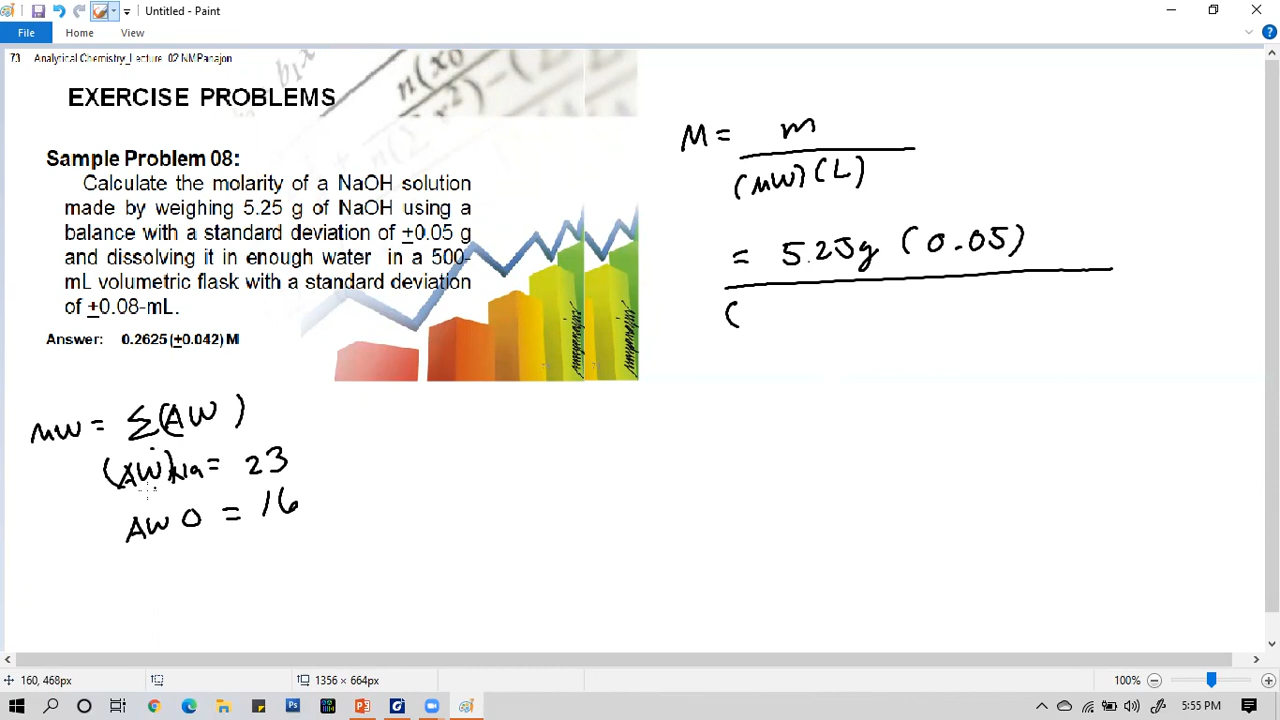 Untitled - Paint
File Home View
73 Analytical Chemistry_Lecture 02 NMPanajon
EXERCISE PROBLEMS
Sample Problem 08:
Calculate the molarity of a NaOH solution
made by weighing 5.25 g of NaOH using a
balance with a standard deviation of ±0.05 g
and dissolving it in enough water in a 500-
mL volumetric flask with a standard deviation
of ±0.08-mL.
Answer: 0.2625(±0.042) M
M = m
(MW)(L)
= 5.25g (0.05)
(
MW = Σ(AW)
(AW)Na = 23
AW O = 16
160, 468px
1356 × 664px
100%
5:55 PM